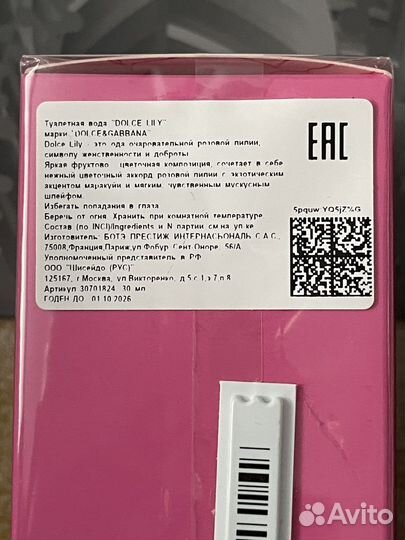 Туалетная вода "DOLCE LILY"
марки "DOLCE&GABBANA"
Dolce Lily - это ода очаровательной розовой лилии,
символу женственности и доброты.
Яркая фруктово - цветочная композиция, сочетает в себе
нежный цветочный аккорд розовой лилии с экзотическим
акцентом маракуйи и мягким, чувственным мускусным
шлейфом.
Избегать попадания в глаза.
Беречь от огня. Хранить при комнатной температуре.
Состав (по INCI)/Ingredients и N партии см.на уп-ке
Изготовитель: БОТЭ ПРЕСТИЖ ИНТЕРНАСЬОНАЛЬ С.А.С.,
75008,Франция,Париж,ул.Фобур Сент-Оноре, 56/А
Уполномоченный представитель в РФ
ООО "Шисейдо (РУС)"
125167, г.Москва, ул.Викторенко, д.5,с.1,э.7,п.8
Артикул: 30701824 30 мл
ГОДЕН ДО: 01.10.2026
EAC
5pquw YQ5jZ%G
Avito